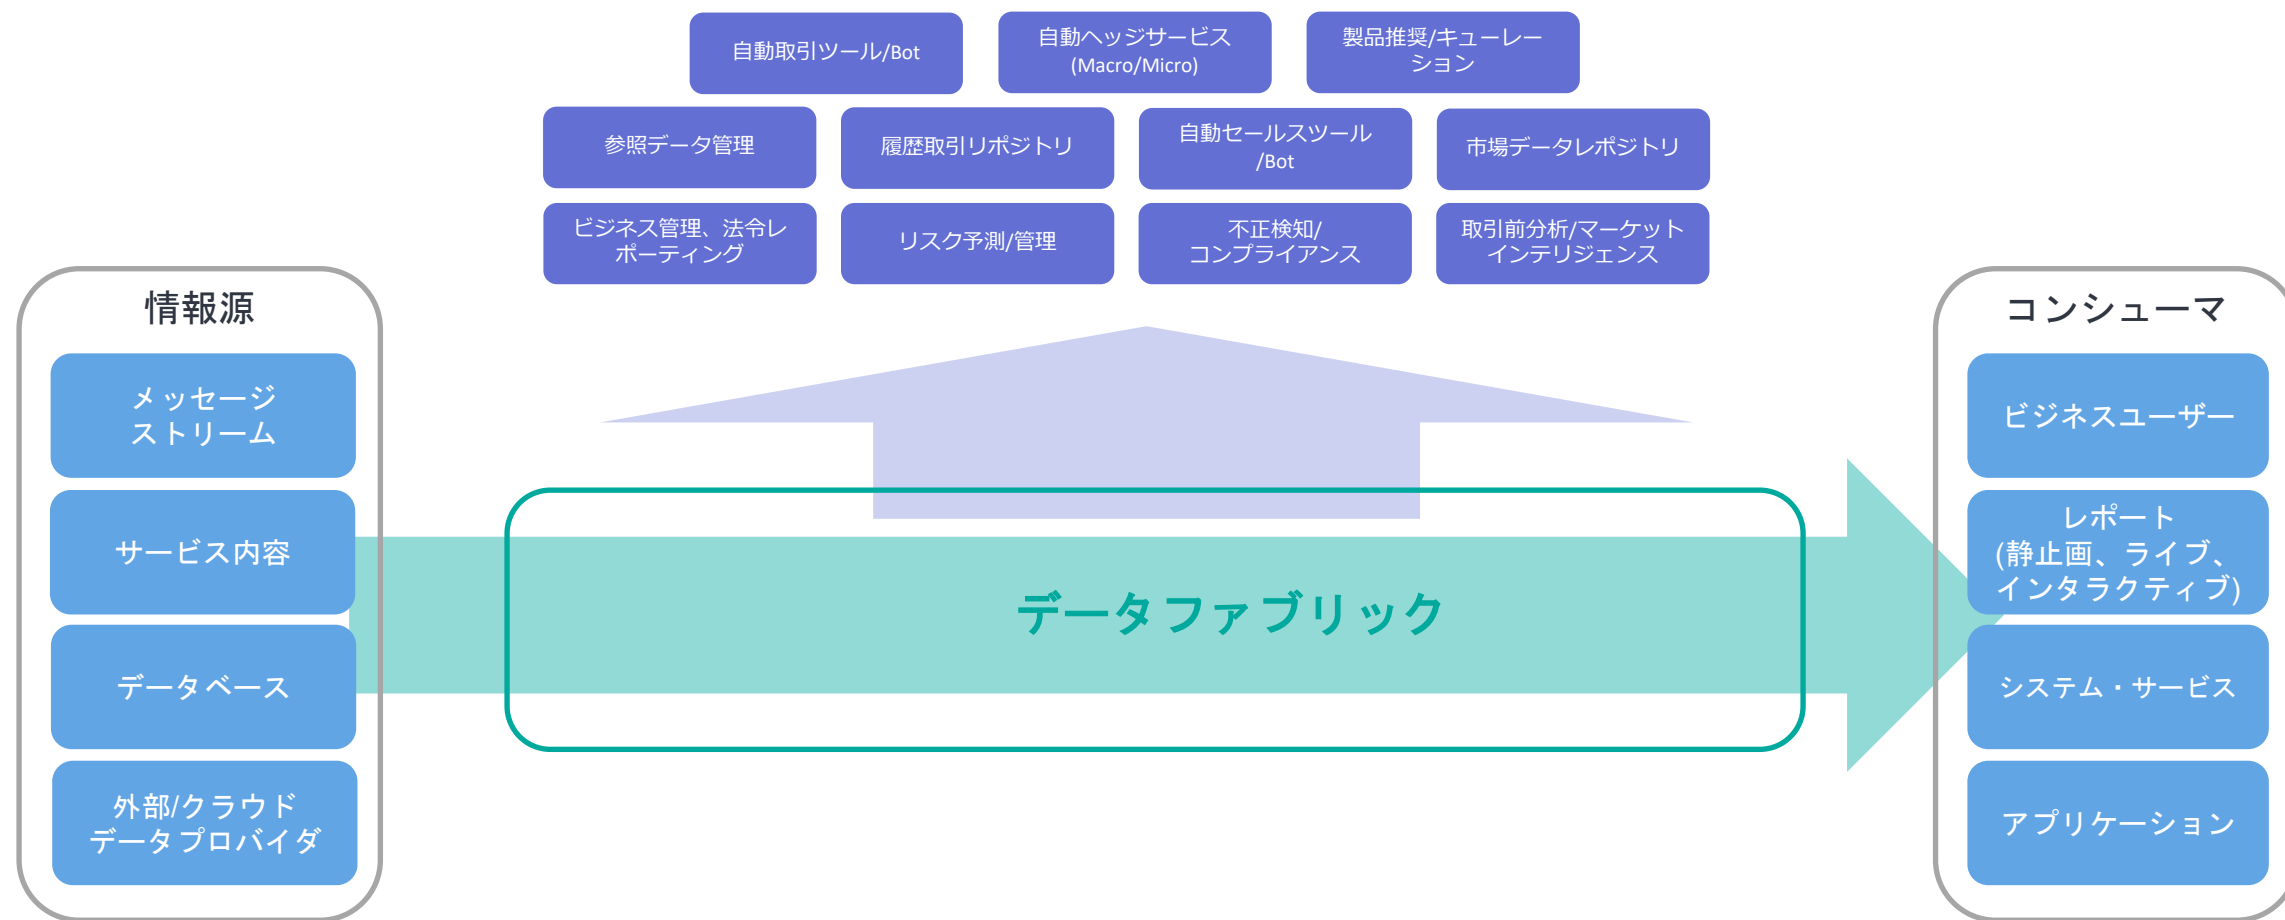 自動取引ツール/Bot
自動ヘッジサービス
(Macro/Micro)
製品推奨/キューレー
ション
参照データ管理
履歴取引リポジトリ
自動セールスツール
/Bot
市場データレポジトリ
ビジネス管理、法令レ
ポーティング
リスク予測/管理
不正検知/
コンプライアンス
取引前分析/マーケット
インテリジェンス
情報源
メッセージ
ストリーム
サービス内容
データベース
外部/クラウド
データプロバイダ
データファブリック
コンシューマ
ビジネスユーザー
レポート
(静止画、ライブ、
インタラクティブ)
システム・サービス
アプリケーション